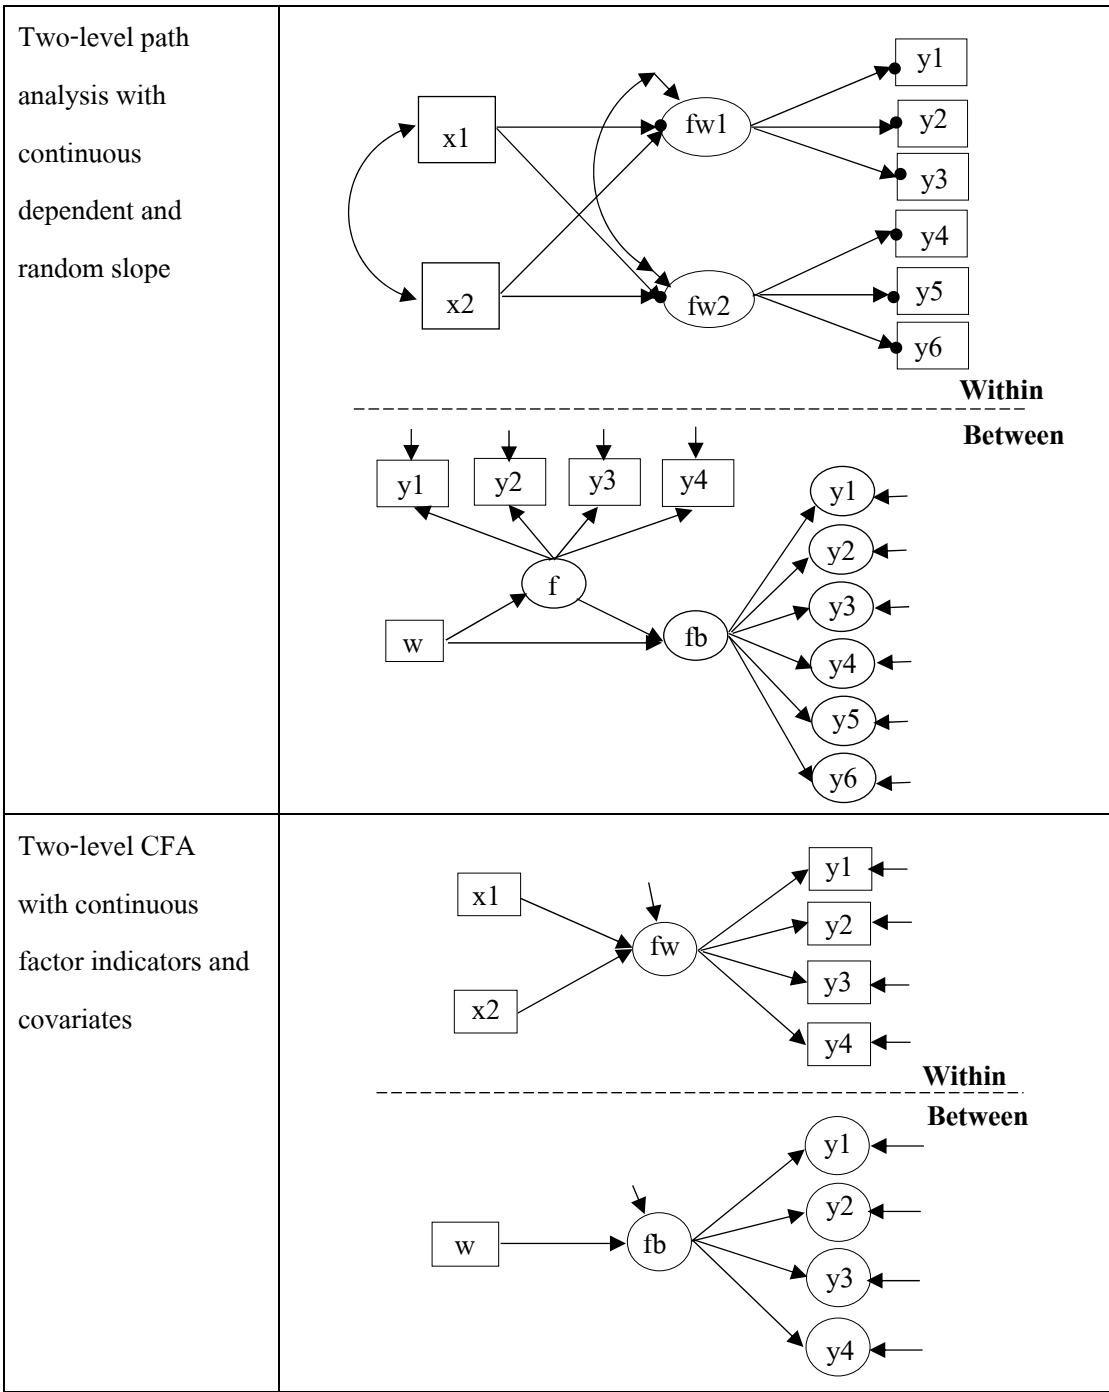 Two-level path
analysis with
continuous
dependent and
random slope
x1
x2
fw1
fw2
y1
y2
y3
y4
y5
y6
Within
Between
y1
y2
y3
y4
f
w
fb
y1
y2
y3
y4
y5
y6
Two-level CFA
with continuous
factor indicators and
covariates
x1
x2
fw
y1
y2
y3
y4
Within
Between
w
fb
y1
y2
y3
y4